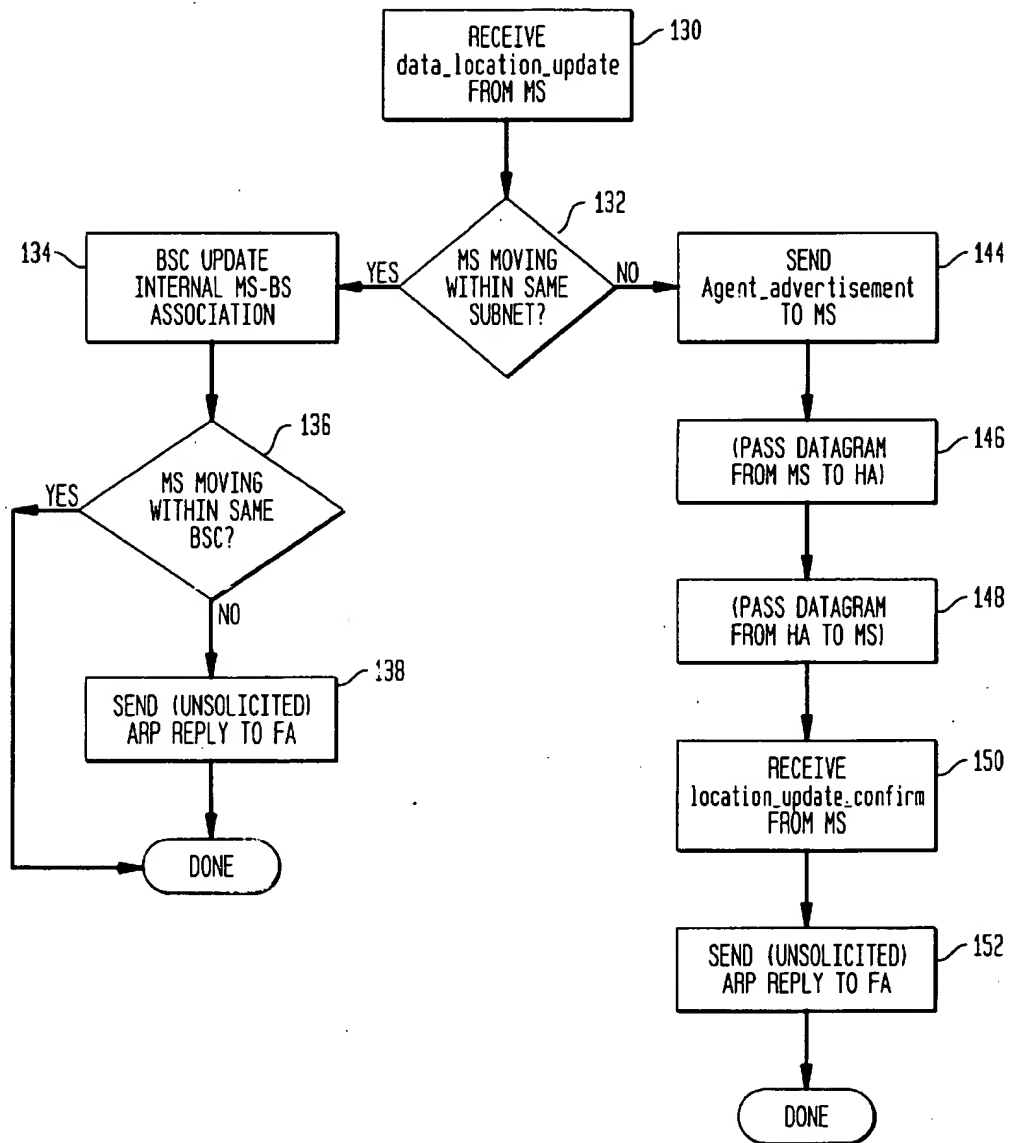 RECEIVE
data_location_update
FROM MS
130
MS MOVING
WITHIN SAME
SUBNET?
132
YES
NO
BSC UPDATE
INTERNAL MS-BS
ASSOCIATION
134
MS MOVING
WITHIN SAME
BSC?
136
YES
NO
SEND (UNSOLICITED)
ARP REPLY TO FA
138
DONE
SEND
Agent_advertisement
TO MS
144
(PASS DATAGRAM
FROM MS TO HA)
146
(PASS DATAGRAM
FROM HA TO MS)
148
RECEIVE
location_update_confirm
FROM MS
150
SEND (UNSOLICITED)
ARP REPLY TO FA
152
DONE